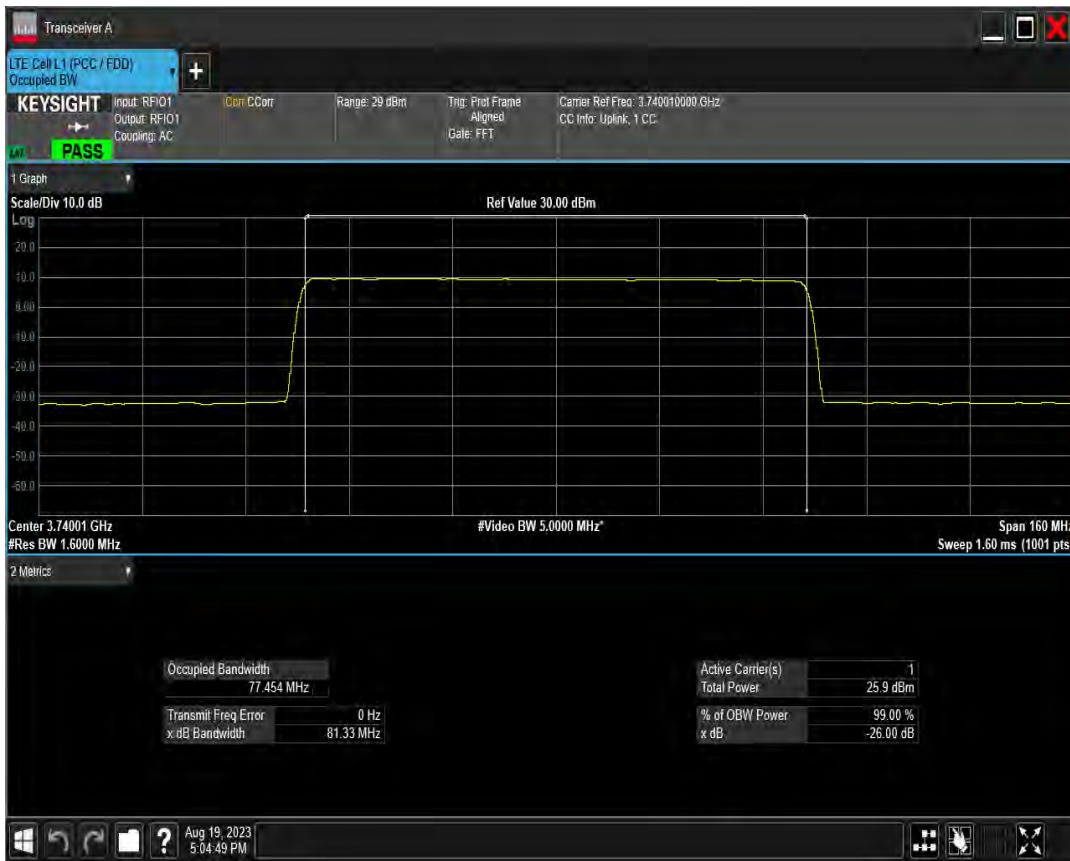 Transceiver A
LTE Cell L1 (PCC / FDD)
Occupied BW
+
KEYSIGHT
PASS
Input: RFIO1
Output: RFIO1
Coupling: AC
Corr CCorr
Range: 29 dBm
Trig: Prot Frame
Aligned
Gate: FFT
Carrier Ref Freq: 3.740010000 GHz
CC Info: Uplink, 1 CC
1 Graph
Scale/Div 10.0 dB
Ref Value 30.00 dBm
Log
20.0
10.0
0.00
-10.0
-20.0
-30.0
-40.0
-50.0
-60.0
Center 3.74001 GHz
#Video BW 5.0000 MHz*
Span 160 MHz
#Res BW 1.6000 MHz
Sweep 1.60 ms (1001 pts
2 Metrics
Occupied Bandwidth
77.454 MHz
Transmit Freq Error 0 Hz
x dB Bandwidth 81.33 MHz
Active Carrier(s) 1
Total Power 25.9 dBm
% of OBW Power 99.00 %
x dB -26.00 dB
?
Aug 19, 2023
5:04:49 PM